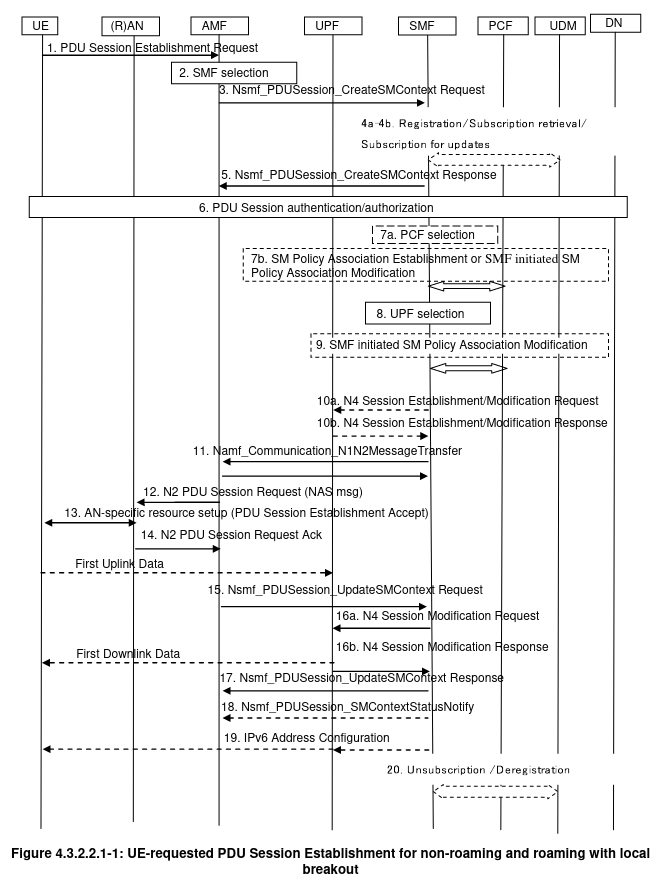 UE (R)AN AMF UPF SMF PCF UDM DN
1. PDU Session Establishment Request
2. SMF selection
3. Nsmf_PDUSession_CreateSMContext Request
4a-4b. Registration/Subscription retrieval/
Subscription for updates
5. Nsmf_PDUSession_CreateSMContext Response
6. PDU Session authentication/authorization
7a. PCF selection
7b. SM Policy Association Establishment or SMF initiated SM
Policy Association Modification
8. UPF selection
9. SMF initiated SM Policy Association Modification
10a. N4 Session Establishment/Modification Request
10b. N4 Session Establishment/Modification Response
11. Namf_Communication_N1N2MessageTransfer
12. N2 PDU Session Request (NAS msg)
13. AN-specific resource setup (PDU Session Establishment Accept)
14. N2 PDU Session Request Ack
First Uplink Data
15. Nsmf_PDUSession_UpdateSMContext Request
16a. N4 Session Modification Request
16b. N4 Session Modification Response
First Downlink Data
17. Nsmf_PDUSession_UpdateSMContext Response
18. Nsmf_PDUSession_SMContextStatusNotify
19. IPv6 Address Configuration
20. Unsubscription /Deregistration
Figure 4.3.2.2.1-1: UE-requested PDU Session Establishment for non-roaming and roaming with local
breakout